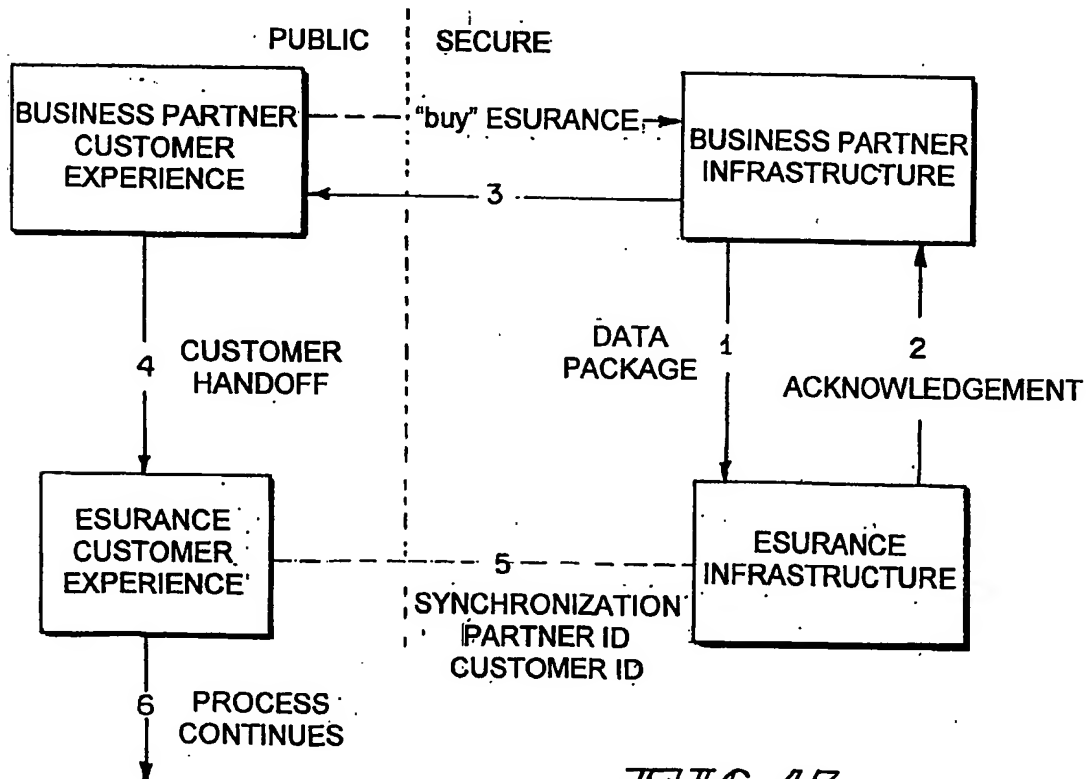 PUBLIC SECURE
BUSINESS PARTNER
CUSTOMER
EXPERIENCE
"buy" ESURANCE
BUSINESS PARTNER
INFRASTRUCTURE
3
4
CUSTOMER
HANDOFF
DATA
PACKAGE
1
2
ACKNOWLEDGEMENT
ESURANCE
CUSTOMER
EXPERIENCE
5
SYNCHRONIZATION
PARTNER ID
CUSTOMER ID
ESURANCE
INFRASTRUCTURE
6
PROCESS
CONTINUES